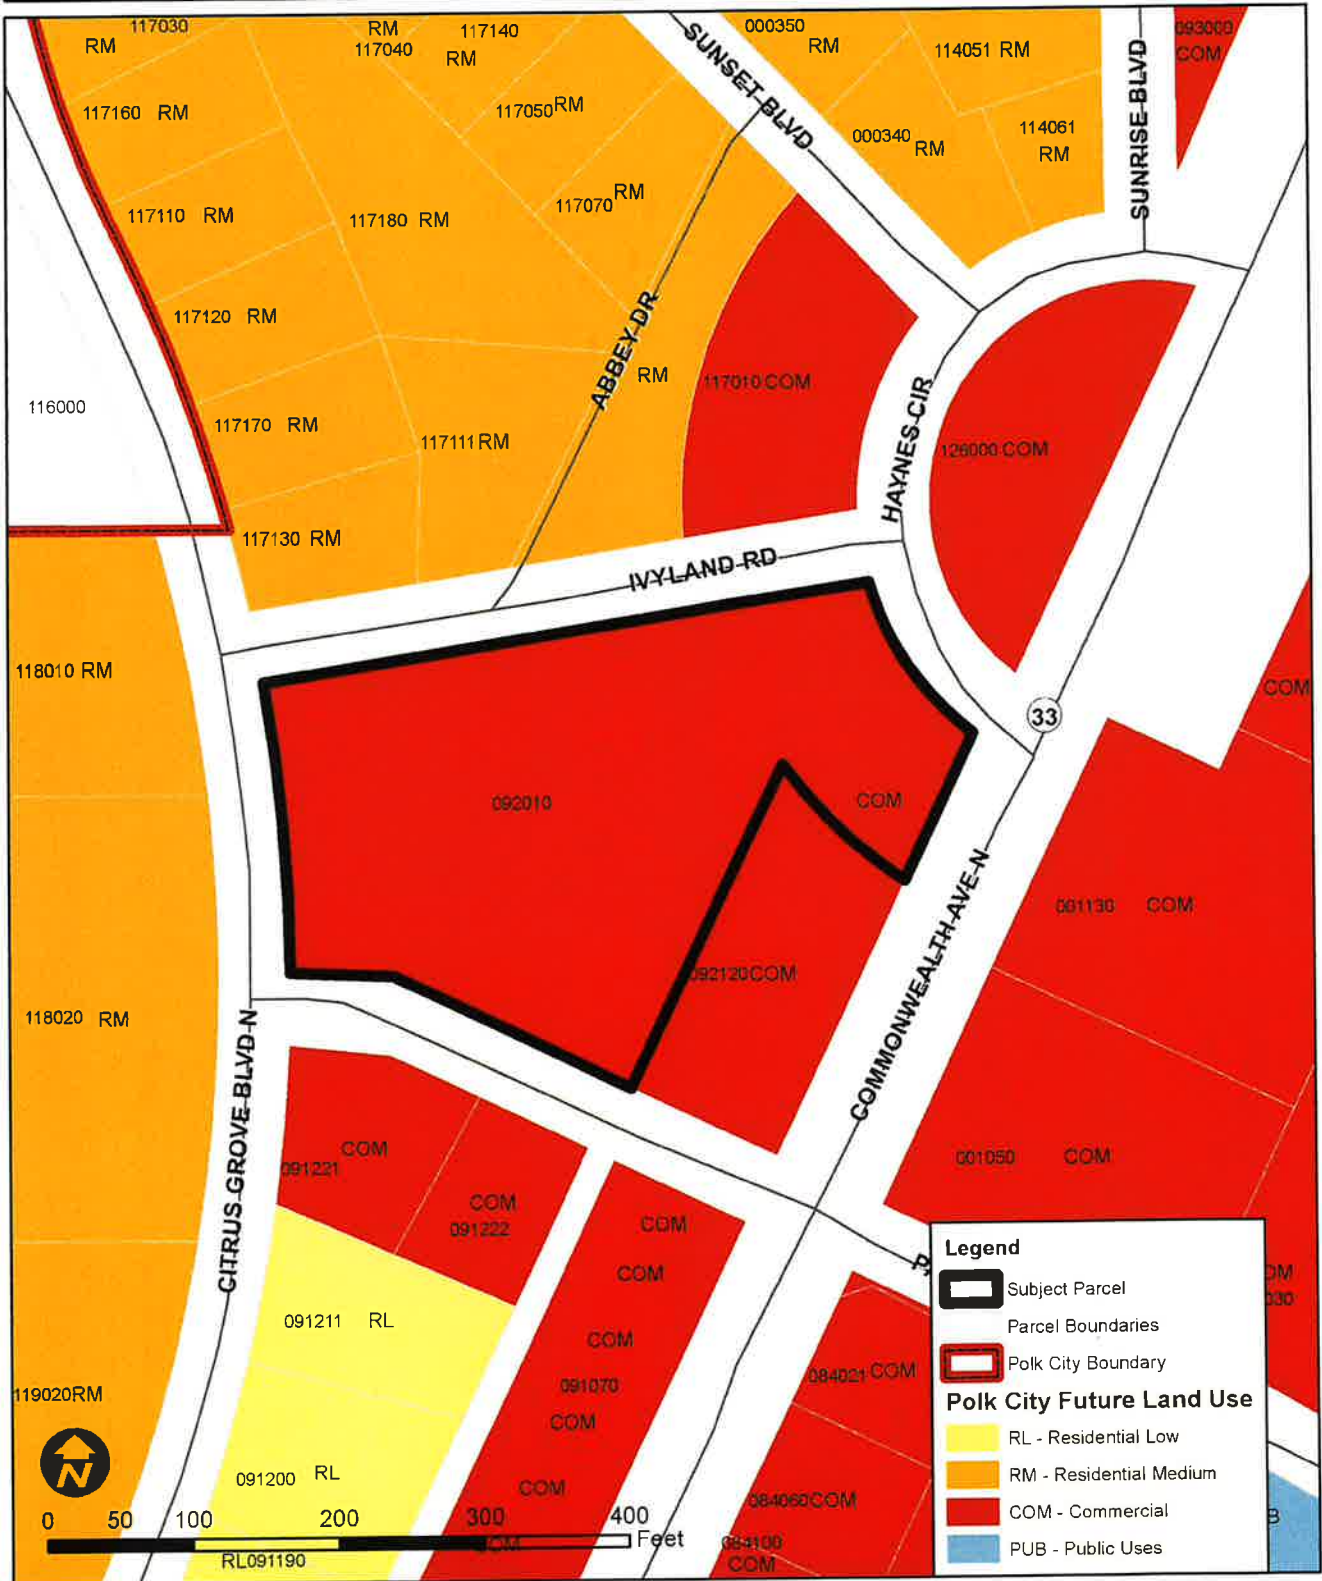 117030
RM
RM
117040
117140
RM
000350
RM
114051 RM
093000
COM
SUNSET BLVD
SUNRISE BLVD
117160 RM
117050 RM
000340 RM
114061
RM
117110 RM
117180 RM
117070 RM
117120 RM
ABBEY DR
RM
117010 COM
HAYNES CIR
126000 COM
116000
117170 RM
117111 RM
117130 RM
IVYLAND RD
118010 RM
COM
33
092010
COM
COMMONWEALTH AVE N
001130 COM
092120 COM
118020 RM
CITRUS GROVE BLVD N
COM
091221
COM
091222
COM
COM
001050 COM
091211 RL
COM
091070
COM
119020 RM
084021 COM
091200 RL
COM
084060 COM
COM
084100
COM
RL 091190
N
0 50 100 200 300 400
Feet
Legend
Subject Parcel
Parcel Boundaries
Polk City Boundary
Polk City Future Land Use
RL - Residential Low
RM - Residential Medium
COM - Commercial
PUB - Public Uses